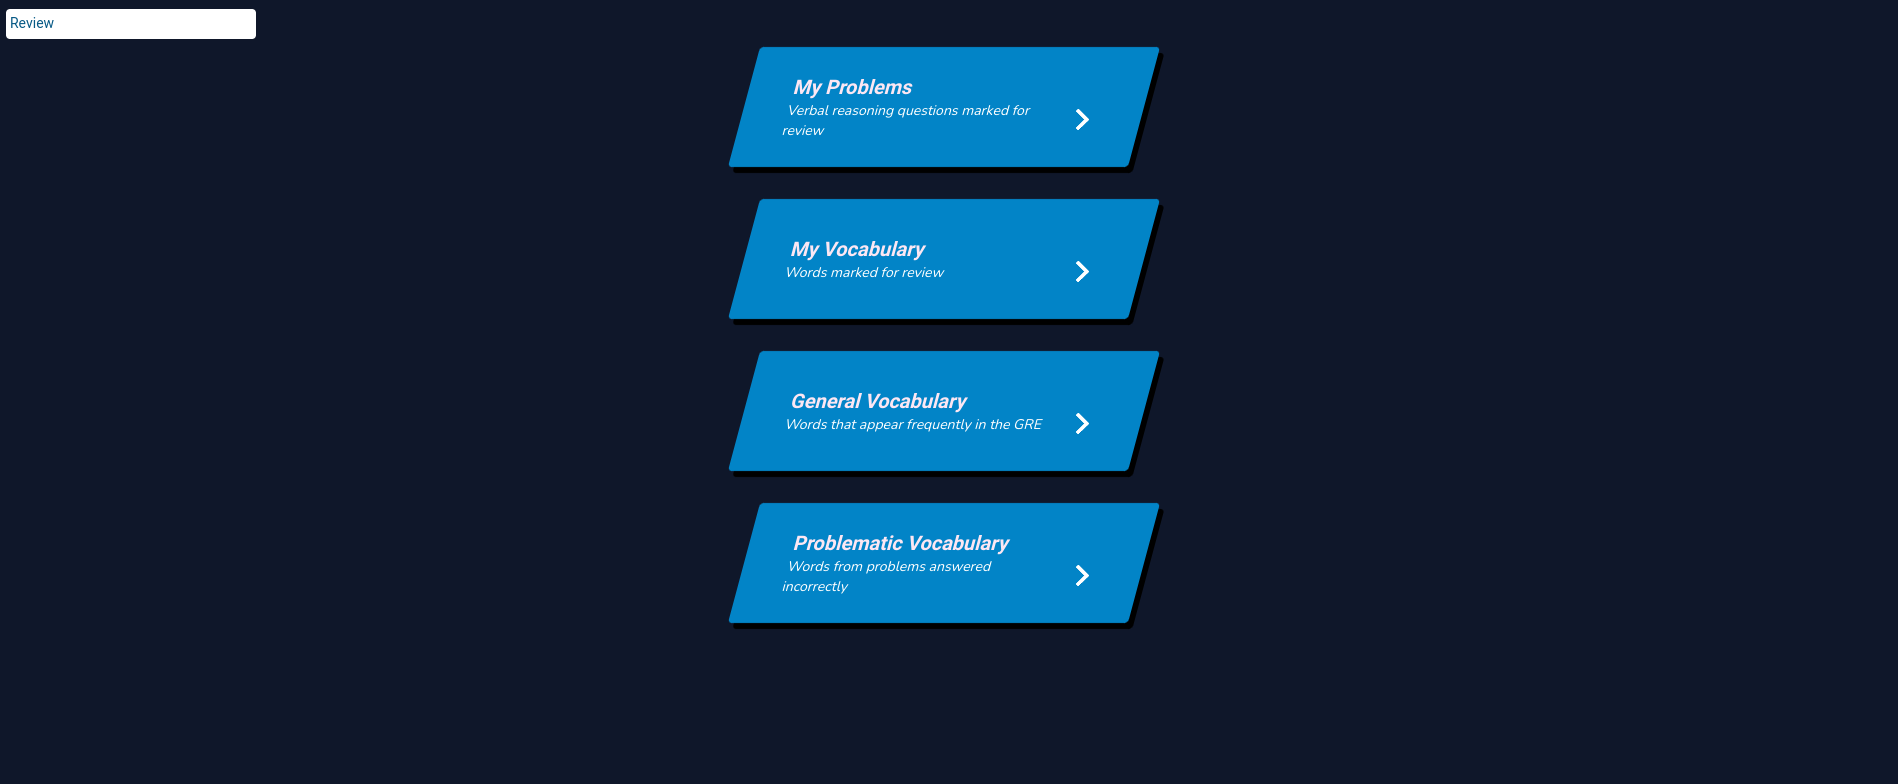 Review
My Problems
Verbal reasoning questions marked for
review
My Vocabulary
Words marked for review
General Vocabulary
Words that appear frequently in the GRE
Problematic Vocabulary
Words from problems answered
incorrectly